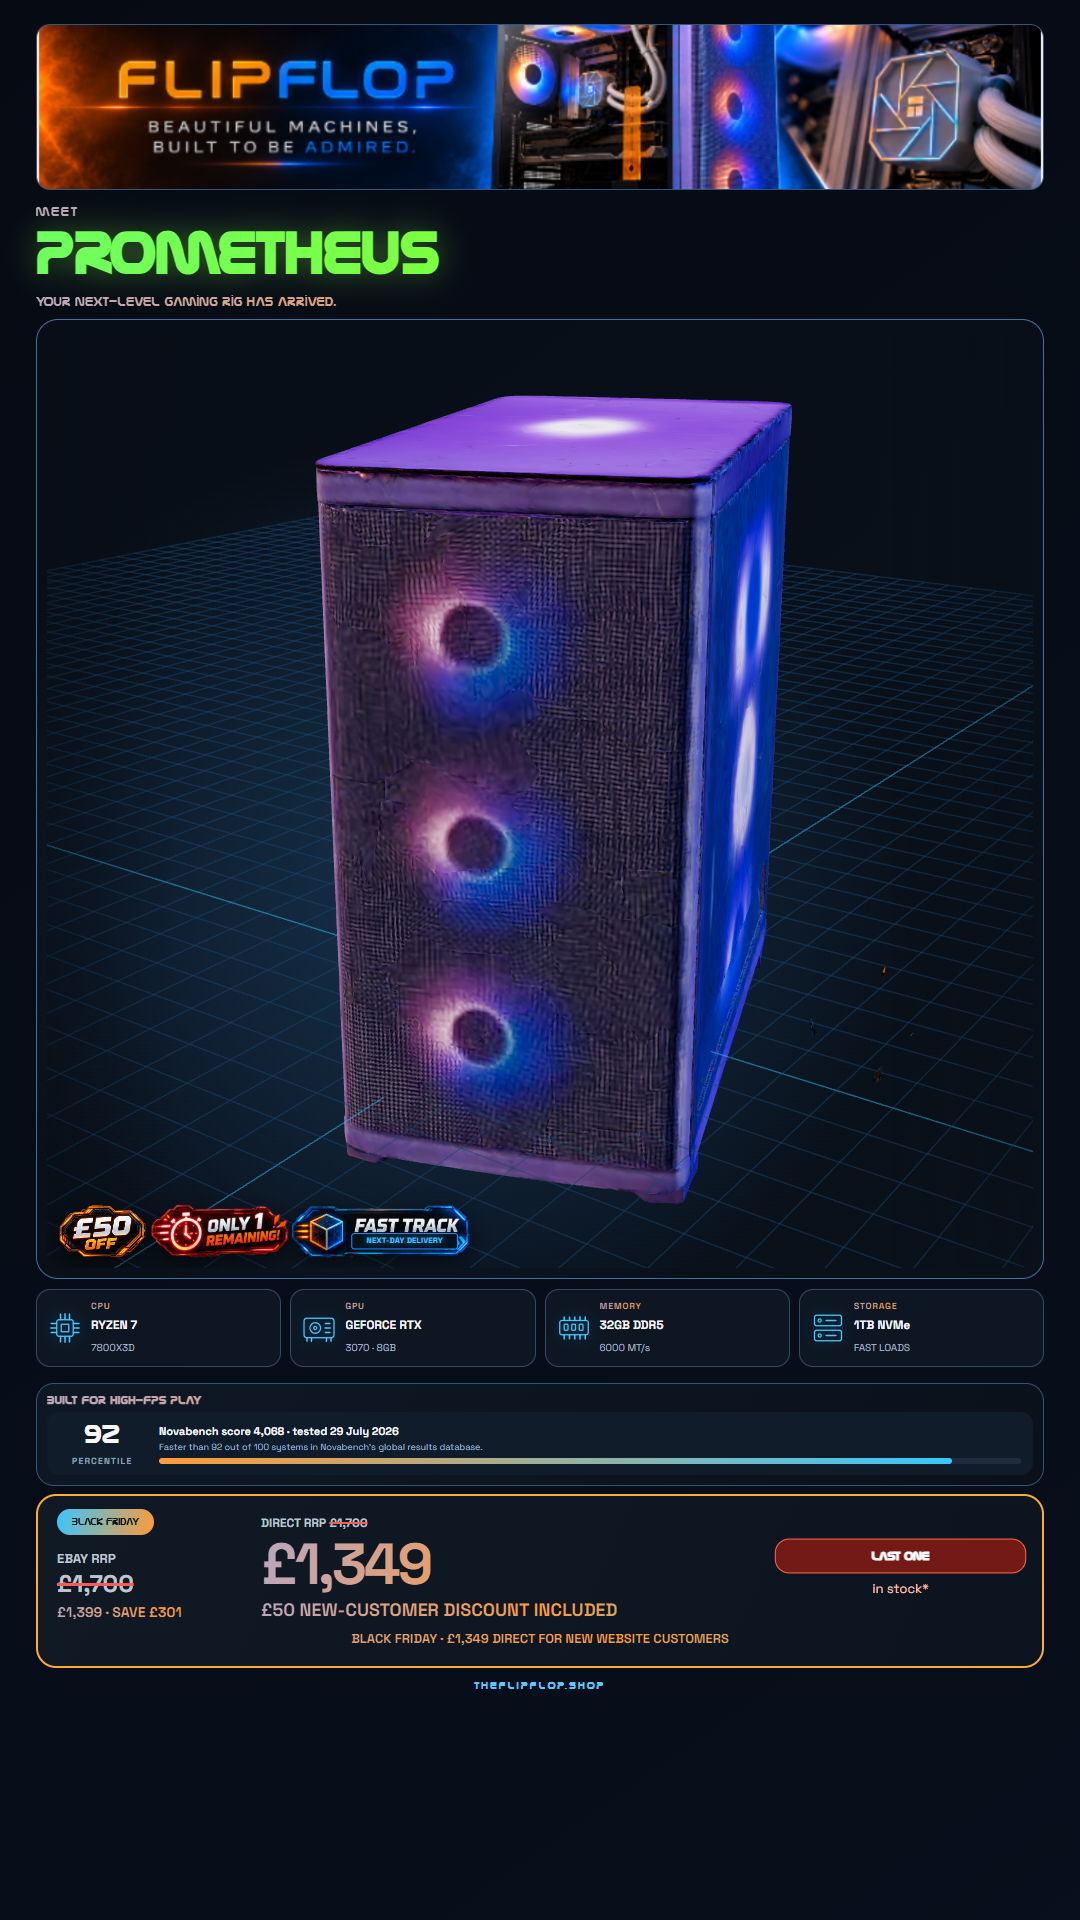 FLIPFLOP
BEAUTIFUL MACHINES,
BUILT TO BE ADMIRED.
MEET
PROMETHEUS
YOUR NEXT-LEVEL GAMING RIG HAS ARRIVED.
£50 OFF
ONLY 1 REMAINING!
FAST TRACK
NEXT-DAY DELIVERY
CPU
RYZEN 7
7800X3D
GPU
GEFORCE RTX
3070 · 8GB
MEMORY
32GB DDR5
6000 MT/s
STORAGE
1TB NVMe
FAST LOADS
BUILT FOR HIGH-FPS PLAY
92
PERCENTILE
Novabench score 4,068 · tested 29 July 2026
Faster than 92 out of 100 systems in Novabench's global results database.
BLACK FRIDAY
EBAY RRP
£1,700
£1,399 · SAVE £301
DIRECT RRP £1,700
£1,349
£50 NEW-CUSTOMER DISCOUNT INCLUDED
BLACK FRIDAY · £1,349 DIRECT FOR NEW WEBSITE CUSTOMERS
LAST ONE
in stock*
THEFLIPFLOP.SHOP